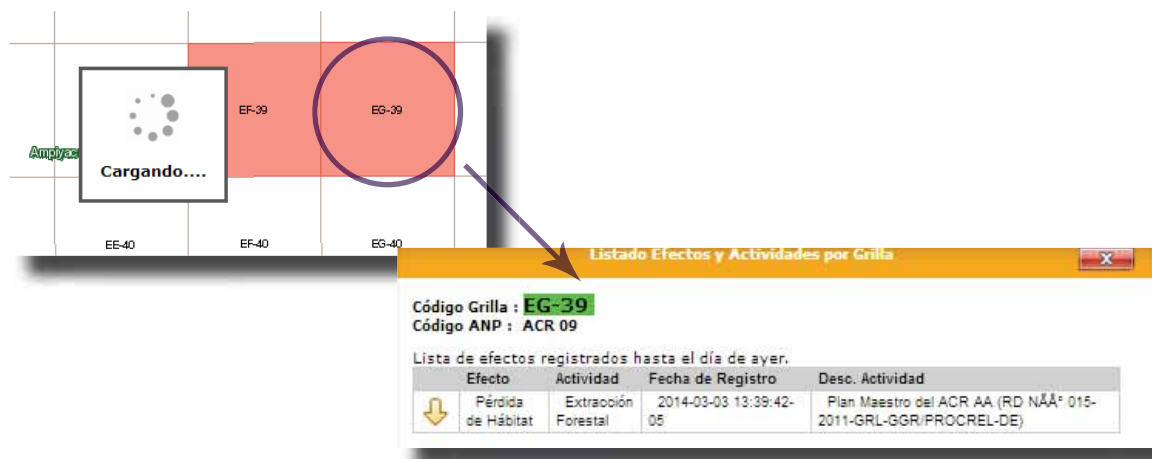 EF-39
EG-39
Cargando....
EE-40
EF-40
EG-40
Listado Efectos y Actividades por Grilla
X
Código Grilla : EG-39
Código ANP : ACR 09
Lista de efectos registrados hasta el día de ayer.
Efecto Actividad Fecha de Registro Desc. Actividad
Pérdida de Hábitat Extracción Forestal 2014-03-03 13:39:42-05 Plan Maestro del ACR AA (RD NÃÂ° 015-2011-GRL-GGR/PROCREL-DE)